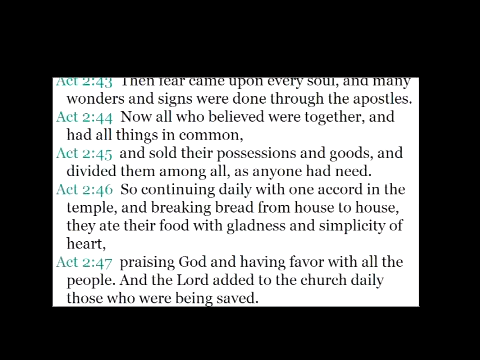 Act 2:43 Then fear came upon every soul, and many
wonders and signs were done through the apostles.
Act 2:44 Now all who believed were together, and
had all things in common,
Act 2:45 and sold their possessions and goods, and
divided them among all, as anyone had need.
Act 2:46 So continuing daily with one accord in the
temple, and breaking bread from house to house,
they ate their food with gladness and simplicity of
heart,
Act 2:47 praising God and having favor with all the
people. And the Lord added to the church daily
those who were being saved.